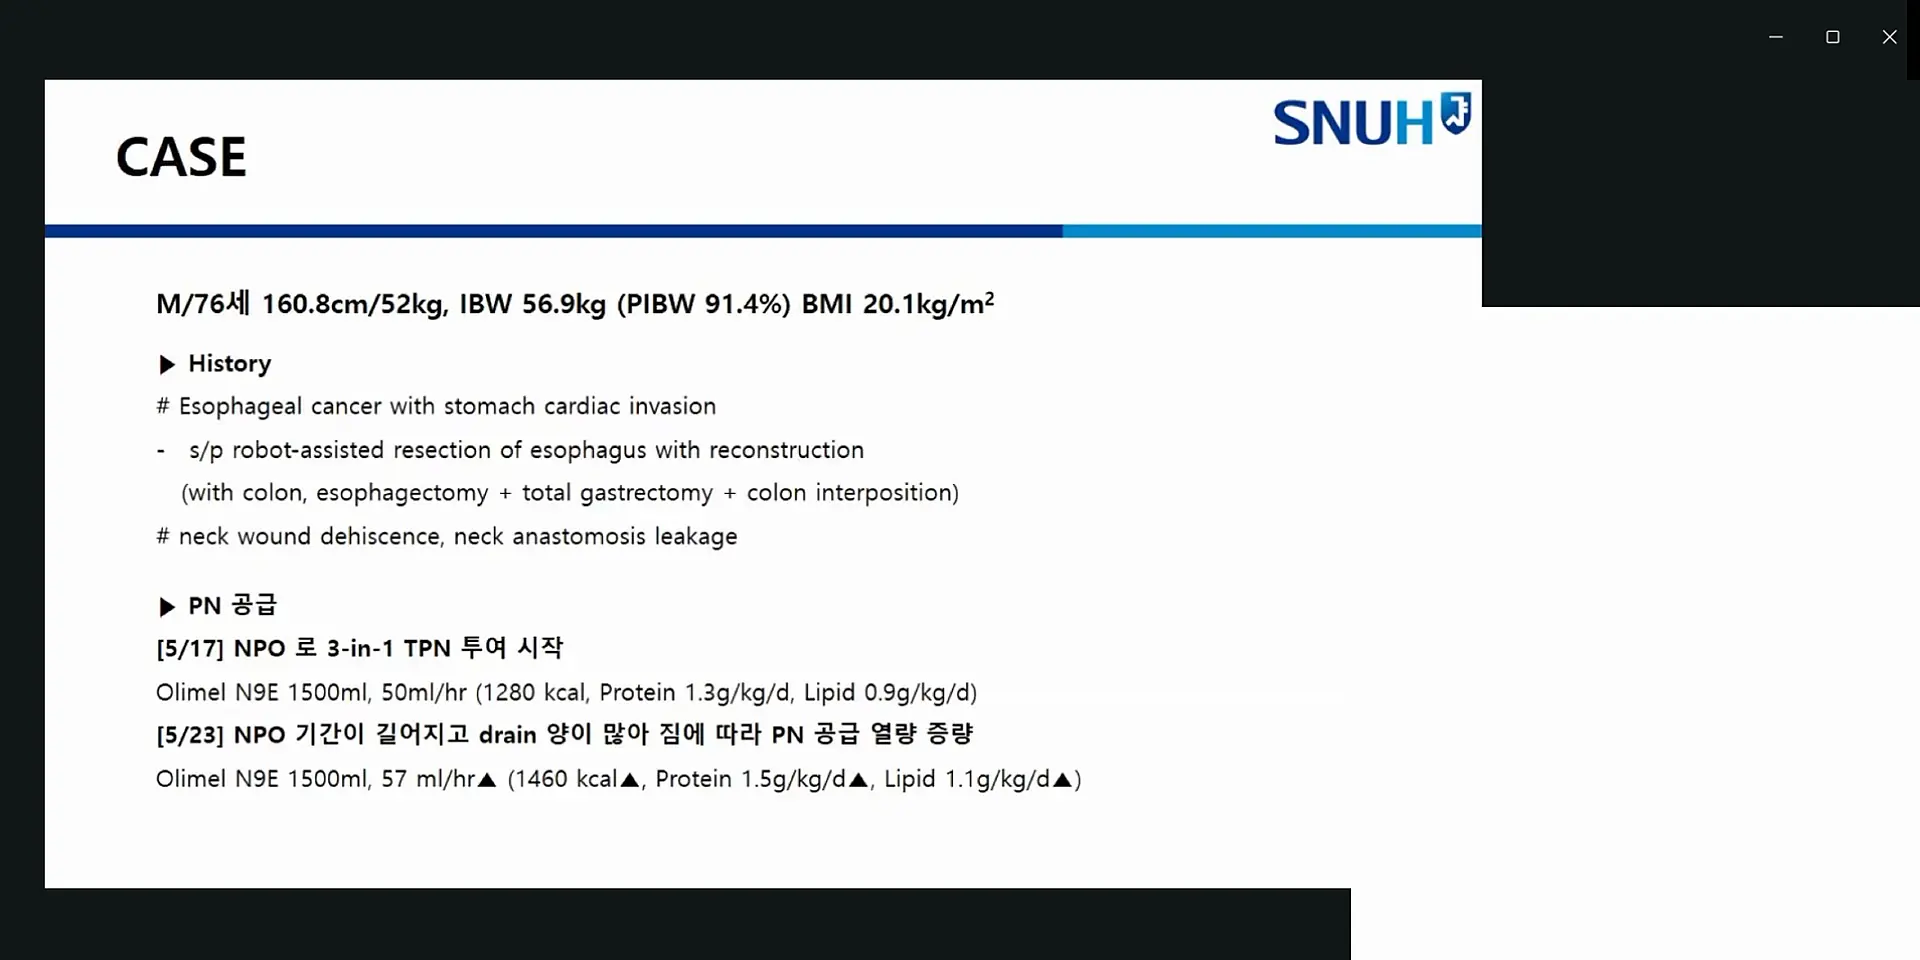 SNUH
CASE
M/76세 160.8cm/52kg, IBW 56.9kg (PIBW 91.4%) BMI 20.1kg/m²
▶ History
# Esophageal cancer with stomach cardiac invasion
- s/p robot-assisted resection of esophagus with reconstruction
(with colon, esophagectomy + total gastrectomy + colon interposition)
# neck wound dehiscence, neck anastomosis leakage
▶ PN 공급
[5/17] NPO 로 3-in-1 TPN 투여 시작
Olimel N9E 1500ml, 50ml/hr (1280 kcal, Protein 1.3g/kg/d, Lipid 0.9g/kg/d)
[5/23] NPO 기간이 길어지고 drain 양이 많아 짐에 따라 PN 공급 열량 증량
Olimel N9E 1500ml, 57 ml/hr▲ (1460 kcal▲, Protein 1.5g/kg/d▲, Lipid 1.1g/kg/d▲)